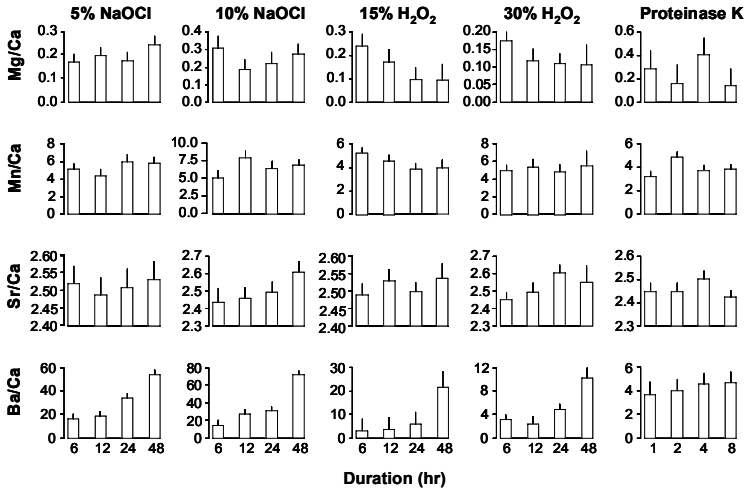 5% NaOCl 10% NaOCl 15% H₂O₂ 30% H₂O₂ Proteinase K
Mg/Ca
0.3 0.4 0.3 0.20 0.6
0.2 0.3 0.2 0.15 0.4
0.1 0.2 0.1 0.10 0.2
0.0 0.1 0.0 0.05 0.0
0.0 0.00
Mn/Ca
8 10.0 6 8 6
6 7.5 4 6 4
4 5.0 2 4 2
2 2.5 0 2 0
0 0.0 0
Sr/Ca
2.60 2.7 2.60 2.7 2.6
2.55 2.6 2.55 2.6 2.5
2.50 2.5 2.50 2.5 2.4
2.45 2.4 2.45 2.4 2.3
2.40 2.3 2.40 2.3
Ba/Ca
60 80 30 12 6
40 60 20 8 4
20 40 10 4 2
0 20 0 0 0
0
6 12 24 48 6 12 24 48 6 12 24 48 6 12 24 48 1 2 4 8
Duration (hr)